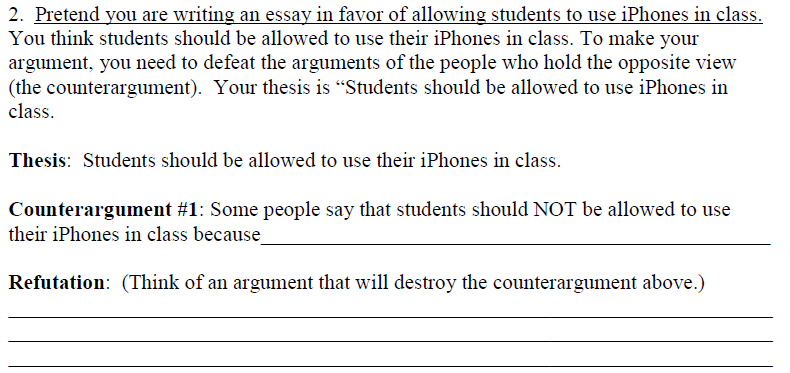 2. Pretend you are writing an essay in favor of allowing students to use iPhones in class.
You think students should be allowed to use their iPhones in class. To make your
argument, you need to defeat the arguments of the people who hold the opposite view
(the counterargument). Your thesis is “Students should be allowed to use iPhones in
class.
Thesis: Students should be allowed to use their iPhones in class.
Counterargument #1: Some people say that students should NOT be allowed to use
their iPhones in class because
Refutation: (Think of an argument that will destroy the counterargument above.)